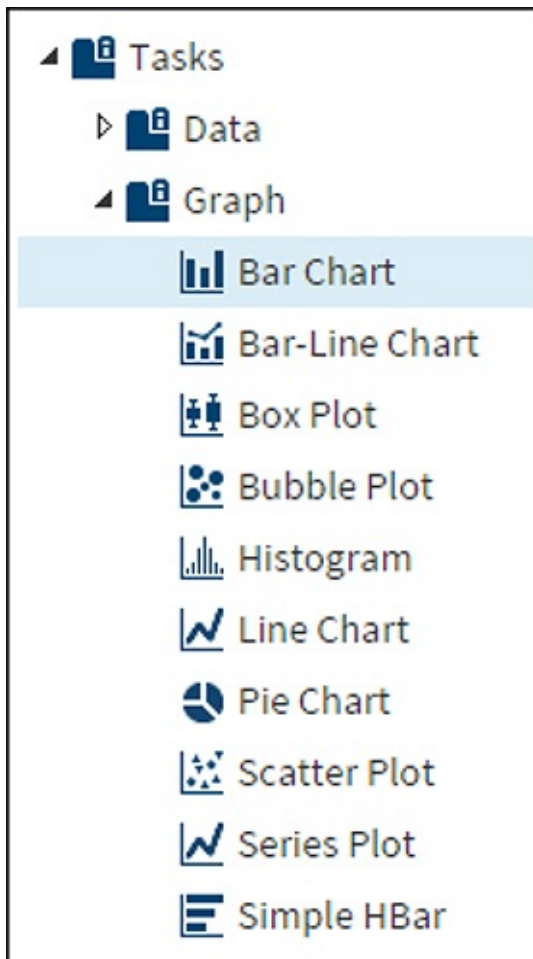 Tasks
Data
Graph
Bar Chart
Bar-Line Chart
Box Plot
Bubble Plot
Histogram
Line Chart
Pie Chart
Scatter Plot
Series Plot
Simple HBar